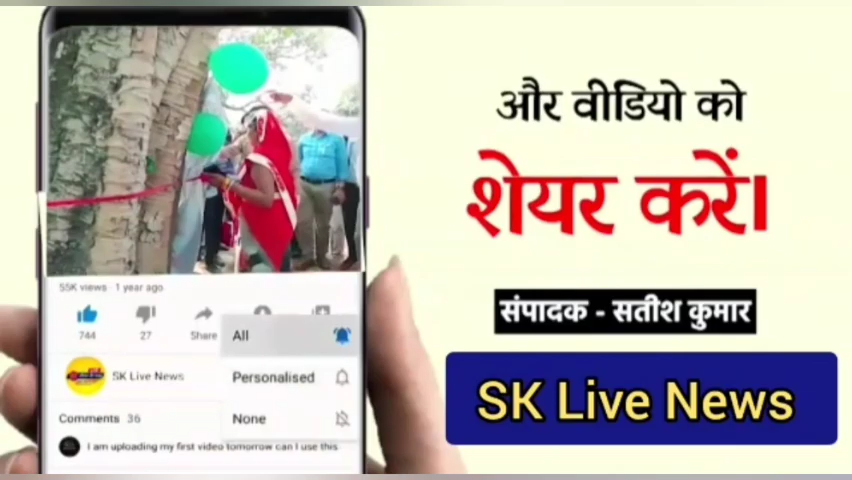 और वीडियो को
शेयर करें।
संपादक - सतीश कुमार
SK Live News
55K views · 1 year ago
744
27
Share
All
Personalised
None
SK Live News
Comments 36
I am uploading my first video tomorrow can I use this